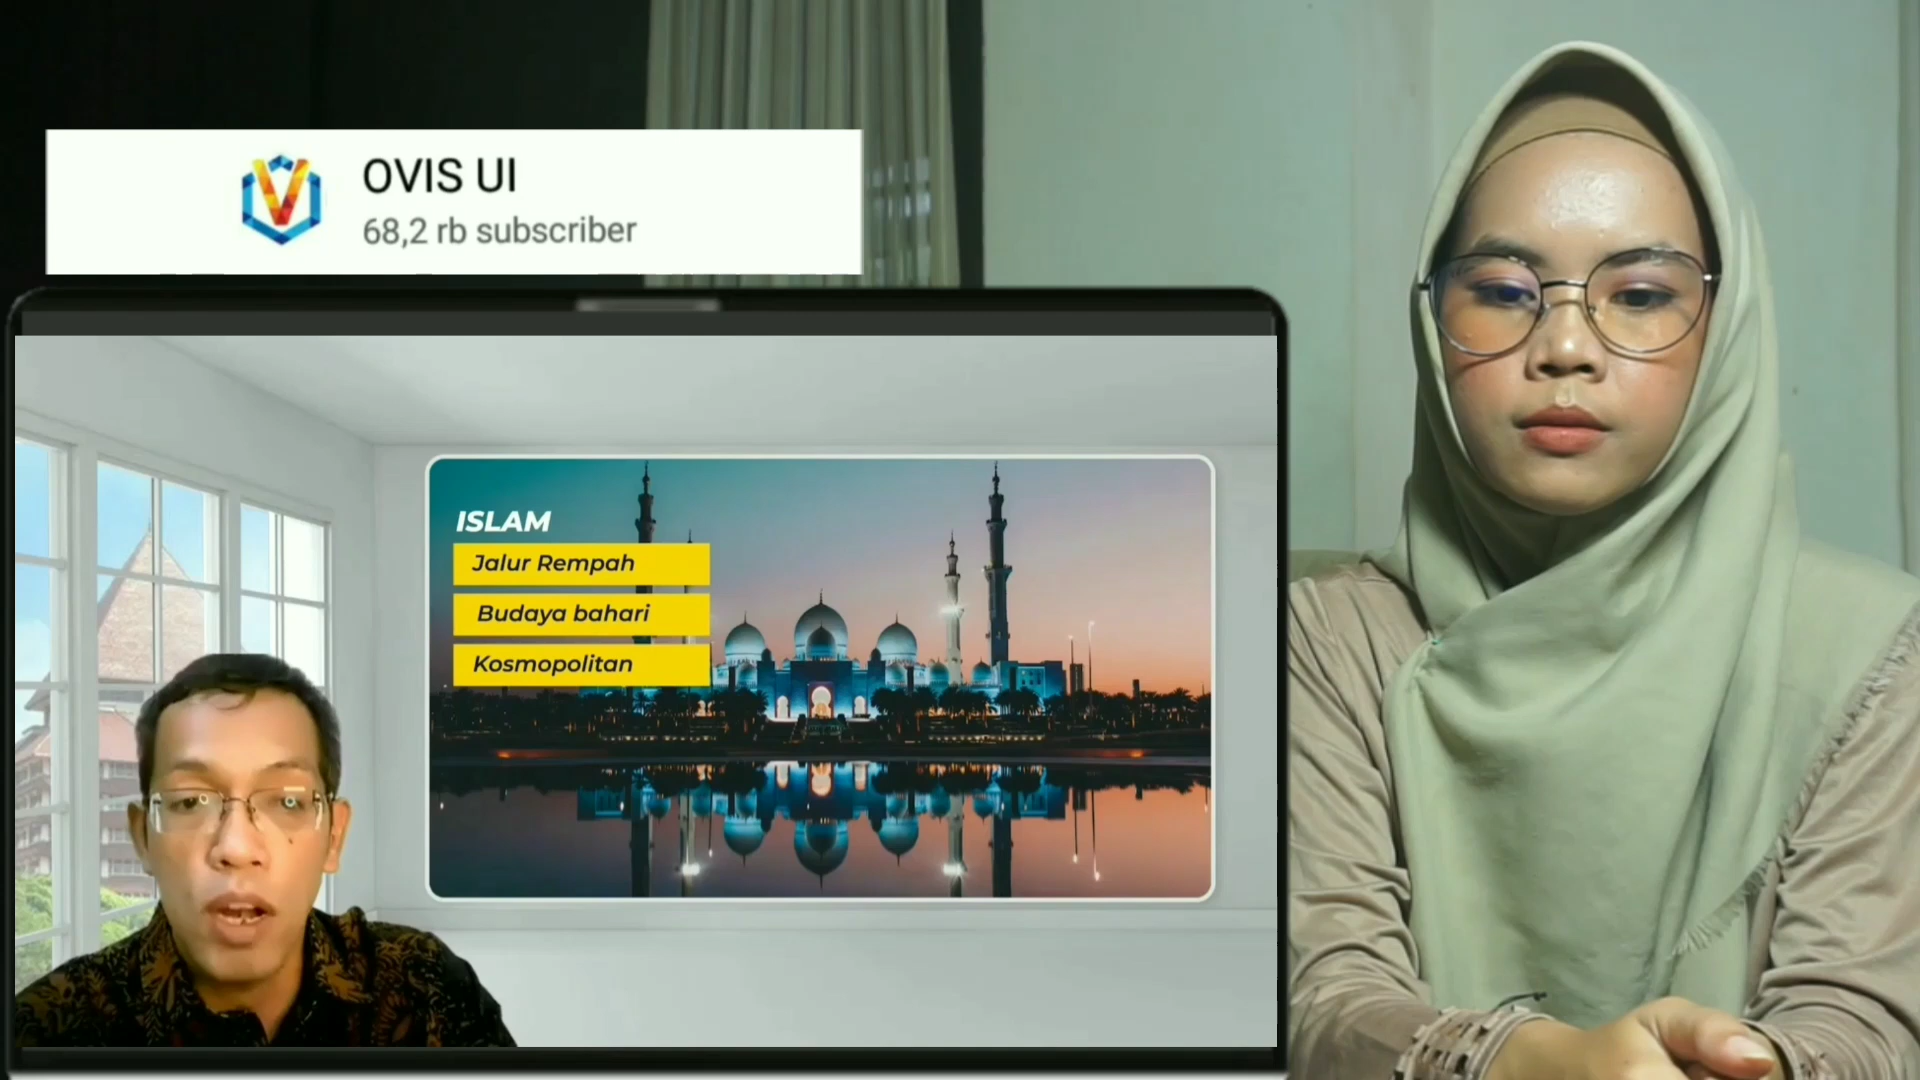 OVIS UI
68,2 rb subscriber
ISLAM
Jalur Rempah
Budaya bahari
Kosmopolitan